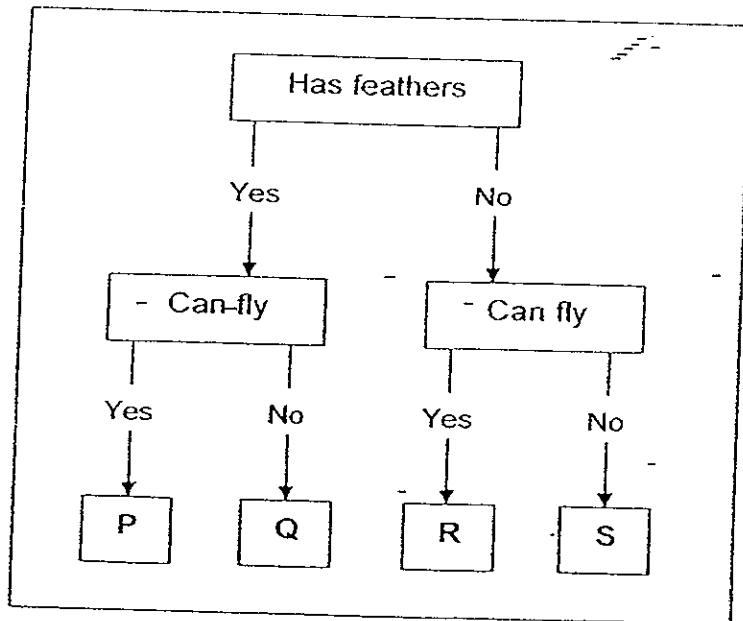 Has feathers
Yes
No
Can fly
Can fly
Yes
No
Yes
No
P
Q
R
S